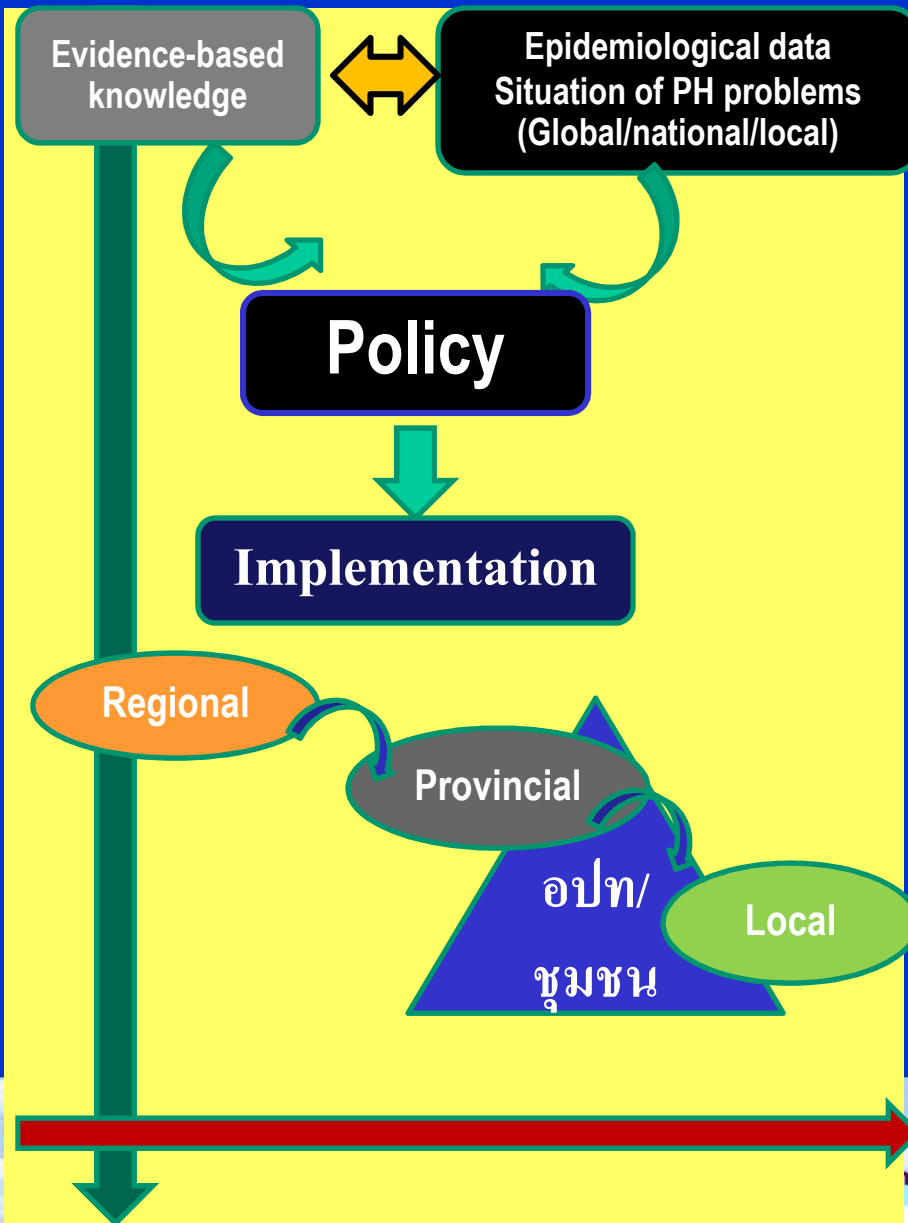 Evidence-based
knowledge
Epidemiological data
Situation of PH problems
(Global/national/local)
Policy
Implementation
Regional
Provincial
อปท/
ชุมชน
Local